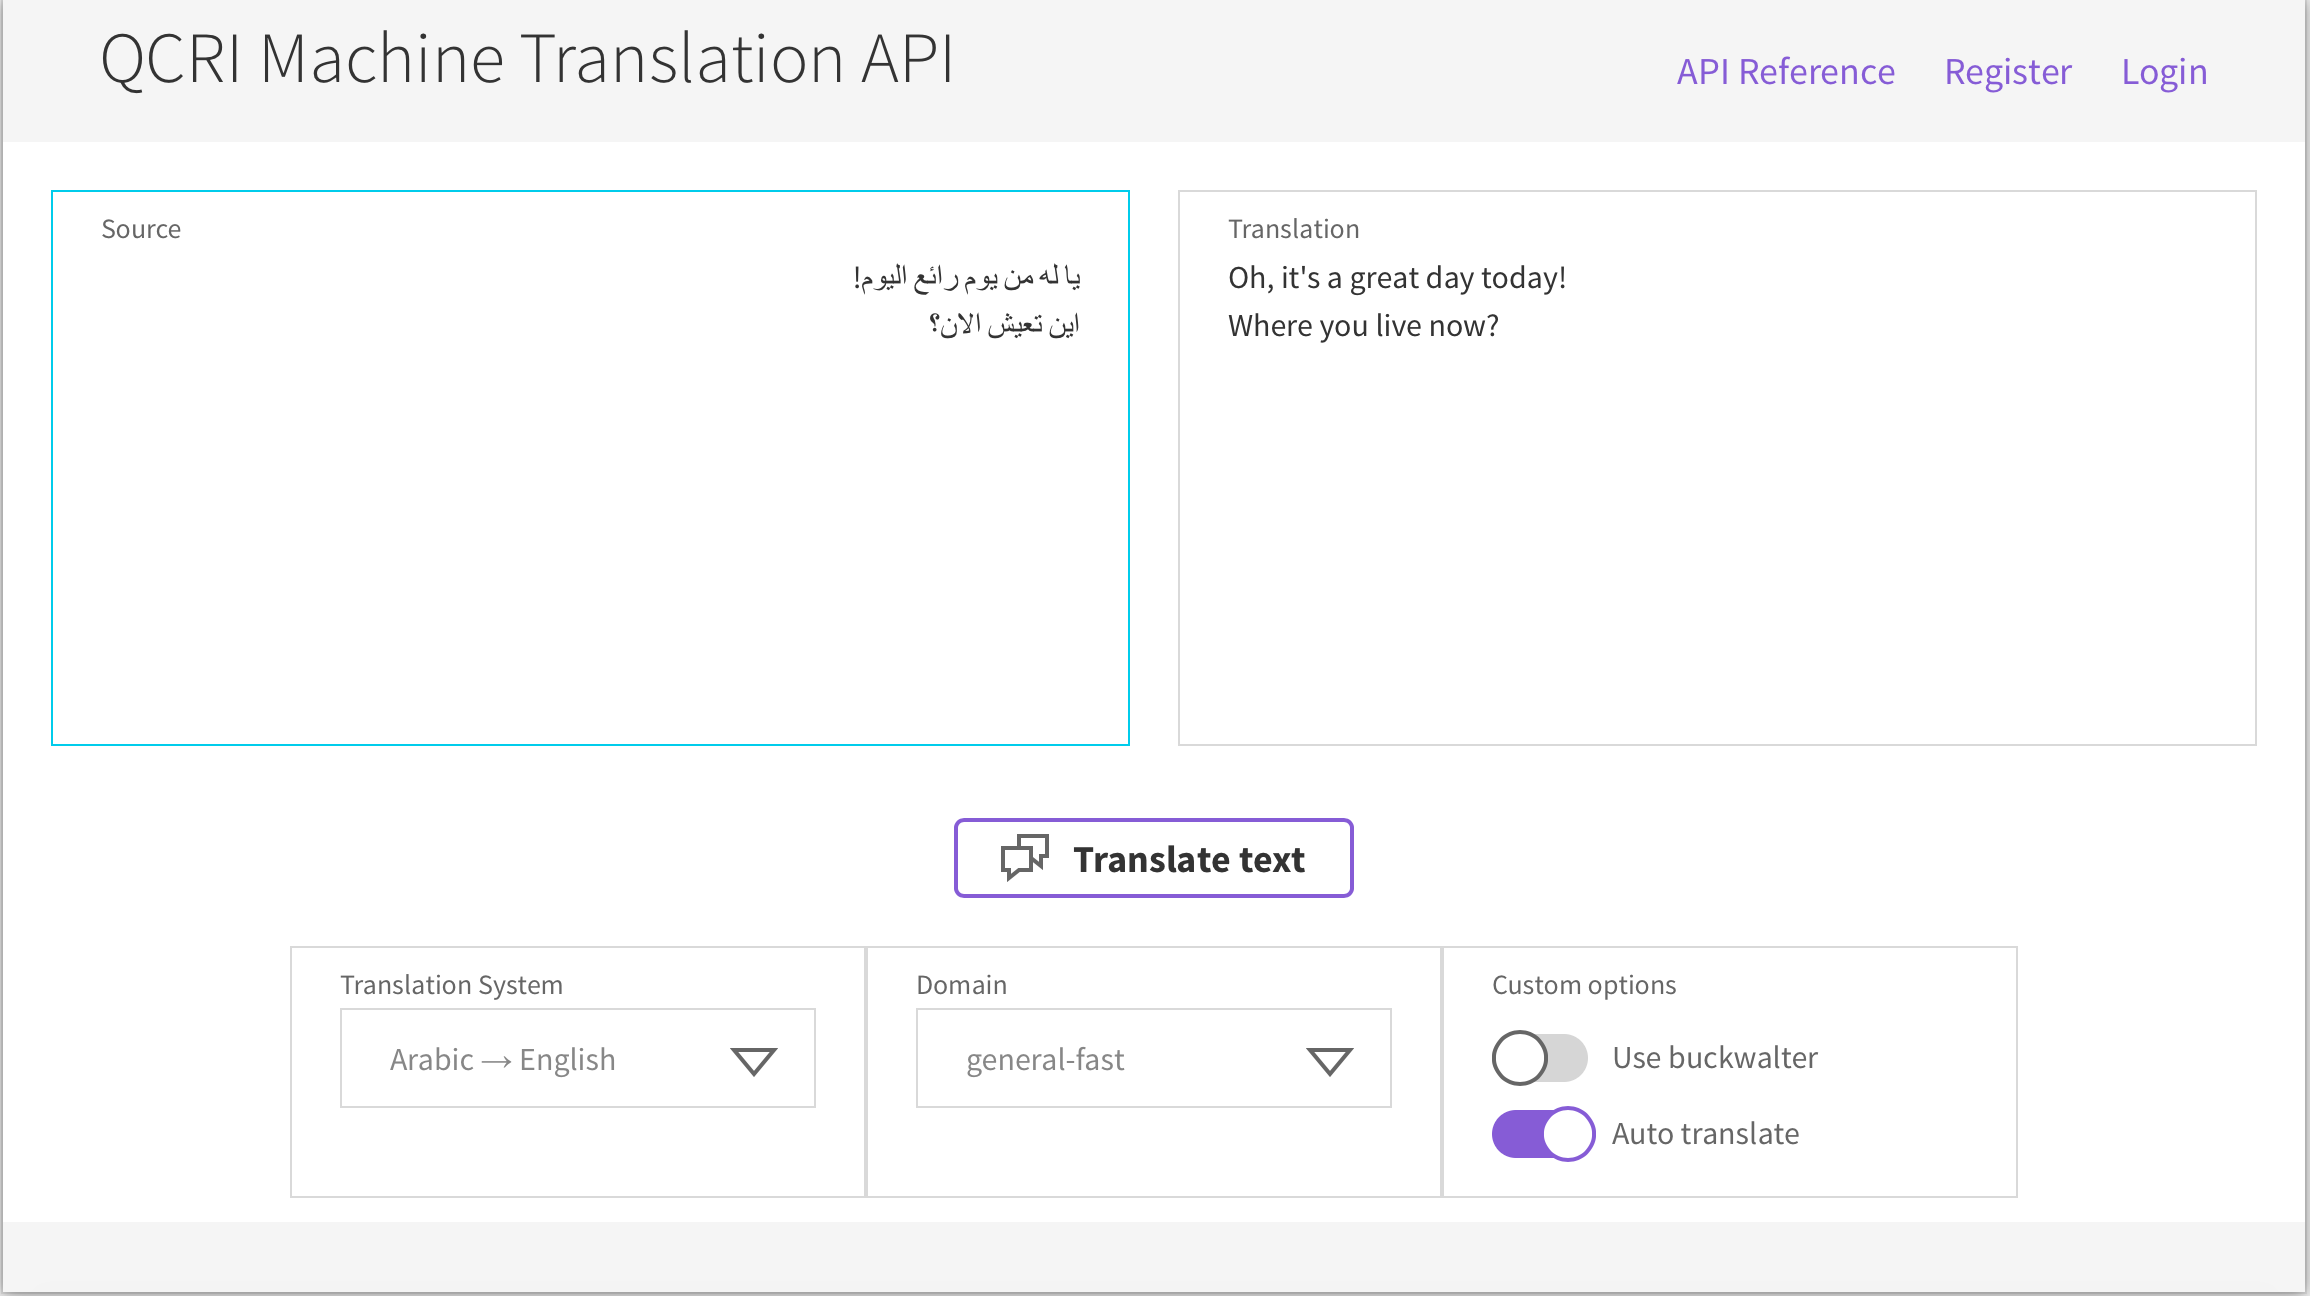 QCRI Machine Translation API
API Reference
Register
Login
Source
يا له من يوم رائع اليوم!
اين تعيش الان؟
Translation
Oh, it's a great day today!
Where you live now?
Translate text
Translation System
Arabic → English
Domain
general-fast
Custom options
Use buckwalter
Auto translate